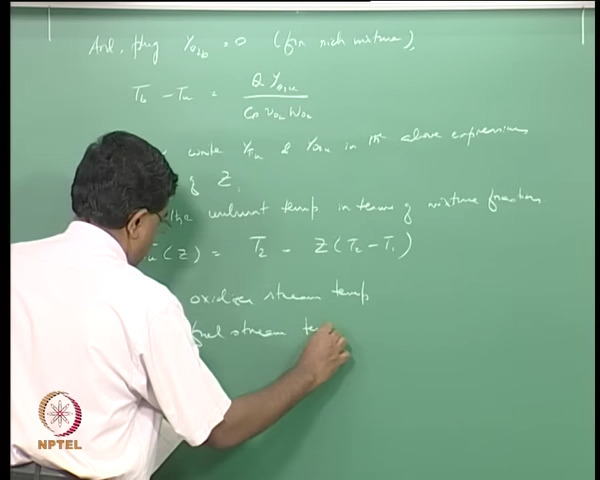 And, plug Y_{O2b} = 0 (for rich mixture),
T_b - T_u = Q Y_{O2u} / C_p ν_{O2} W_{O2}
write Y_{Fu} & Y_{O2u} in the above expressions
of Z,
the unburnt temp in terms of mixture fraction
(Z) = T_2 - Z(T_2 - T_1)
oxidizer stream temp
fuel stream te
NPTEL